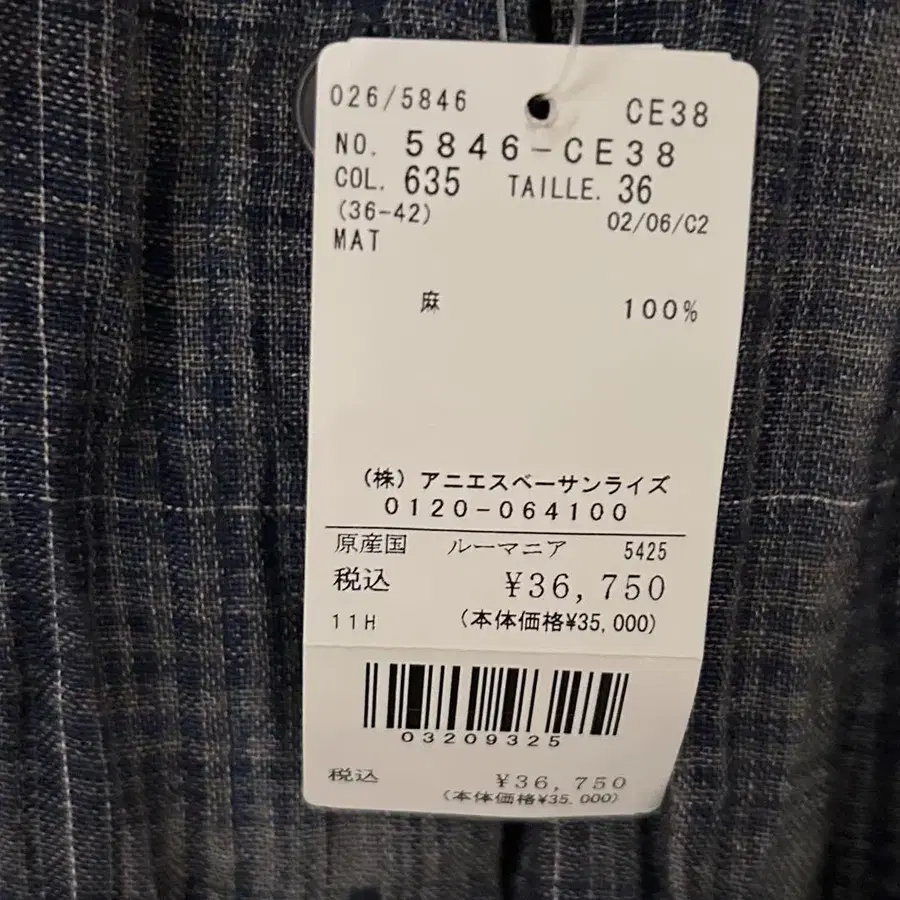 026/5846 CE38
NO. 5846-CE38
COL. 635 TAILLE. 36
(36-42) 02/06/C2
MAT
麻 100%
(株)アニエスベーサンライズ
0120-064100
原産国 ルーマニア 5425
税込 ¥36,750
11H (本体価格¥35,000)
03209325
税込 ¥36,750
(本体価格¥35,000)